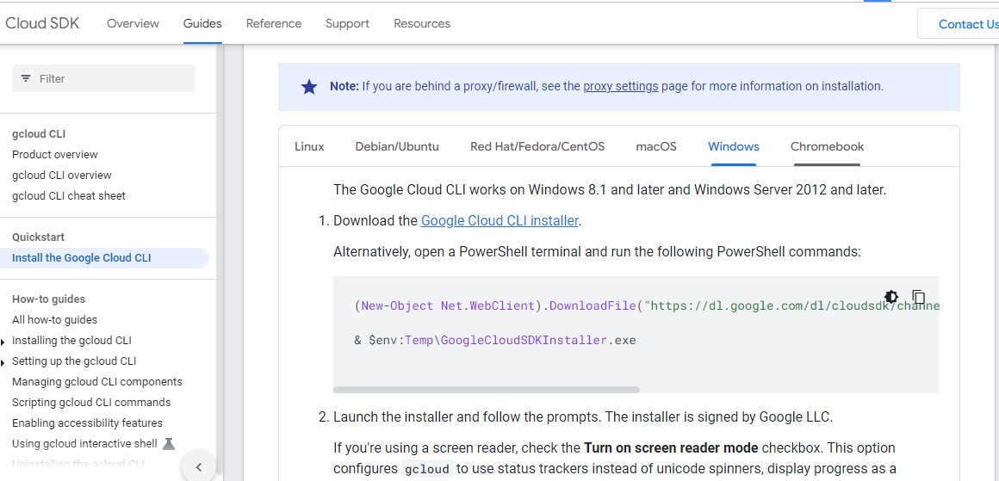 Cloud SDK Overview Guides Reference Support Resources Contact Us
Filter
gcloud CLI
Product overview
gcloud CLI overview
gcloud CLI cheat sheet
Quickstart
Install the Google Cloud CLI
How-to guides
All how-to guides
Installing the gcloud CLI
Setting up the gcloud CLI
Managing gcloud CLI components
Scripting gcloud CLI commands
Enabling accessibility features
Using gcloud interactive shell
Uninstalling the gcloud CLI
Note: If you are behind a proxy/firewall, see the proxy settings page for more information on installation.
Linux Debian/Ubuntu Red Hat/Fedora/CentOS macOS Windows Chromebook
The Google Cloud CLI works on Windows 8.1 and later and Windows Server 2012 and later.
1. Download the Google Cloud CLI installer.
Alternatively, open a PowerShell terminal and run the following PowerShell commands:
(New-Object Net.WebClient).DownloadFile("https://dl.google.com/dl/cloudsdk/channe
& $env:Temp\GoogleCloudSDKInstaller.exe
2. Launch the installer and follow the prompts. The installer is signed by Google LLC.
If you're using a screen reader, check the Turn on screen reader mode checkbox. This option
configures gcloud to use status trackers instead of unicode spinners, display progress as a